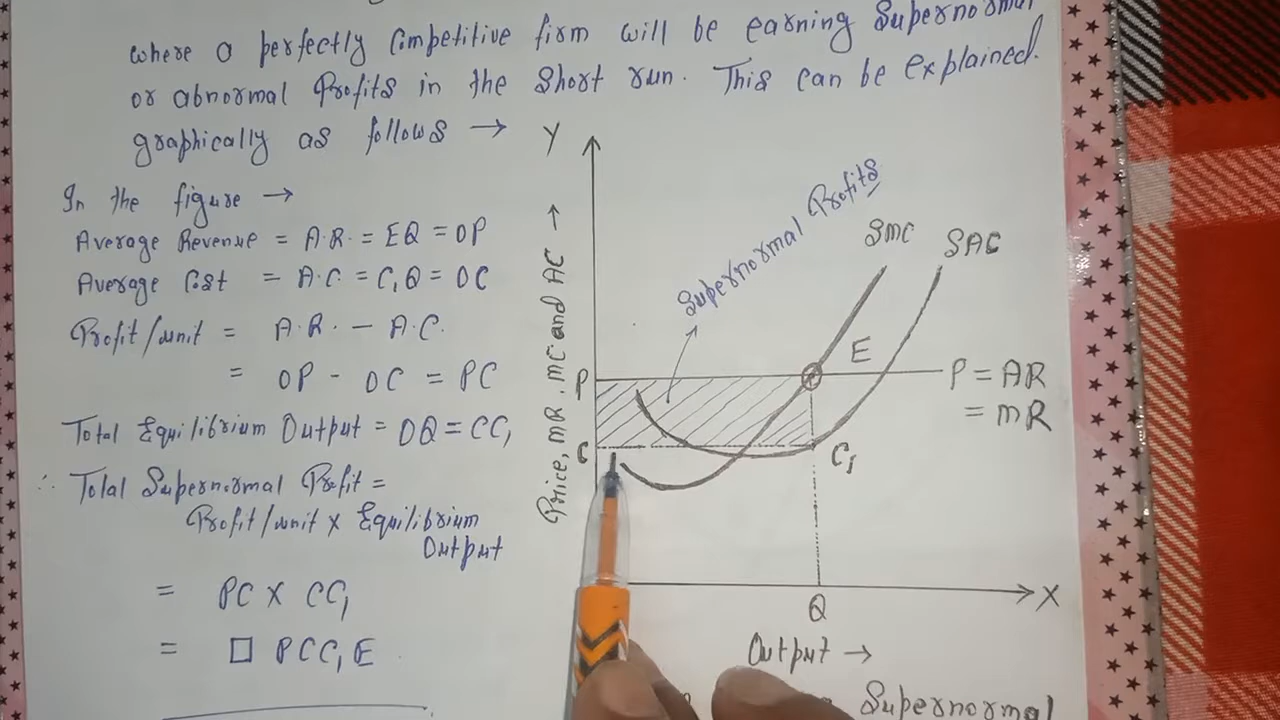 where a perfectly Competitive firm will be earning Supernormal
or abnormal Profits in the Short run. This can be explained.
graphically as follows →
In the figure →
Average Revenue = A.R. = EQ = OP
Average Cost = A.C. = C₁Q = OC
Profit/unit = A.R. - A.C.
= OP - OC = PC
Total Equilibrium Output = OQ = CC₁
∴ Total Supernormal Profit =
Profit/unit X Equilibrium
Output
= PC X CC₁
= □ PCC₁E
Y
Price, MR, MC and AC →
Supernormal Profits
SMC
SAC
E
P
P = AR
= MR
C
C₁
X
Q
Output →
Supernormal